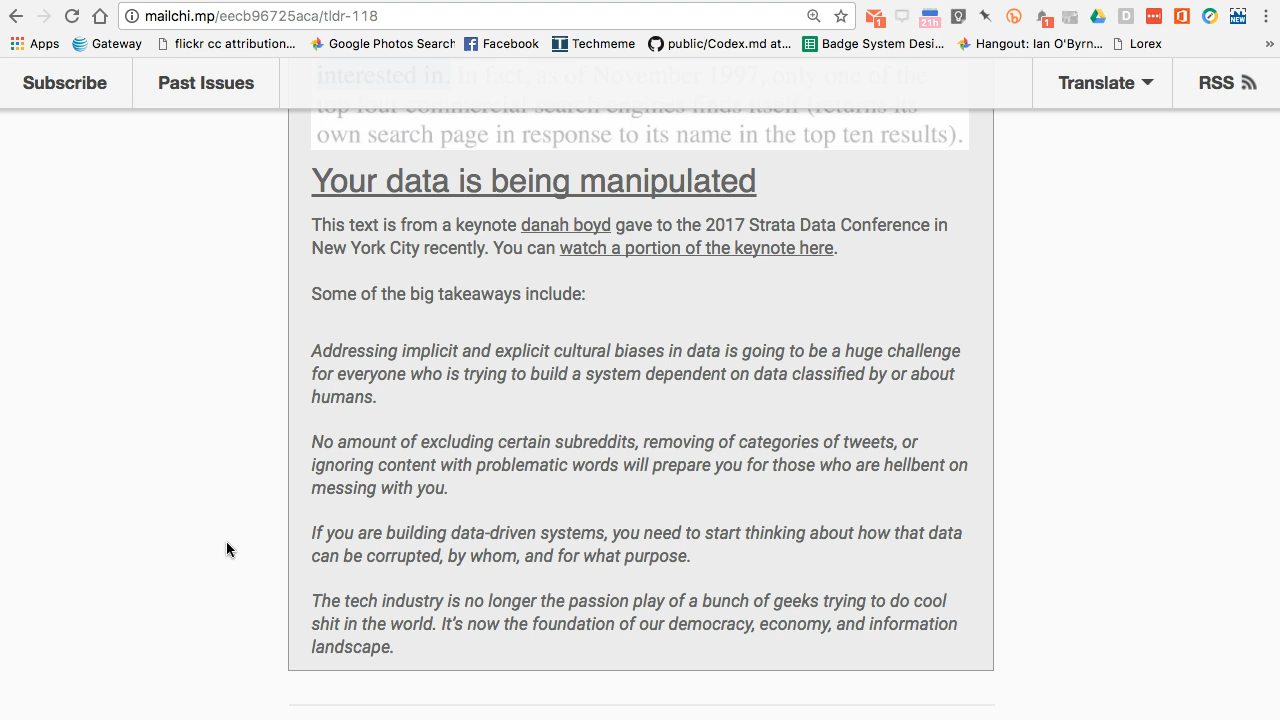 mailchi.mp/eecb96725aca/tldr-118
1
21h
1
NEW
Apps
Gateway
flickr cc attribution...
Google Photos Sear
Facebook
Techmeme
public/Codex.md at...
Badge System Desi...
Hangout: Ian O'Byrn...
Lorex
»
Subscribe
Past Issues
Translate
RSS
interested in. In fact, as of November 1997, only one of the
top four commercial search engines finds itself (returns its
own search page in response to its name in the top ten results).
Your data is being manipulated
This text is from a keynote danah boyd gave to the 2017 Strata Data Conference in
New York City recently. You can watch a portion of the keynote here.
Some of the big takeaways include:
Addressing implicit and explicit cultural biases in data is going to be a huge challenge
for everyone who is trying to build a system dependent on data classified by or about
humans.
No amount of excluding certain subreddits, removing of categories of tweets, or
ignoring content with problematic words will prepare you for those who are hellbent on
messing with you.
If you are building data-driven systems, you need to start thinking about how that data
can be corrupted, by whom, and for what purpose.
The tech industry is no longer the passion play of a bunch of geeks trying to do cool
shit in the world. It's now the foundation of our democracy, economy, and information
landscape.